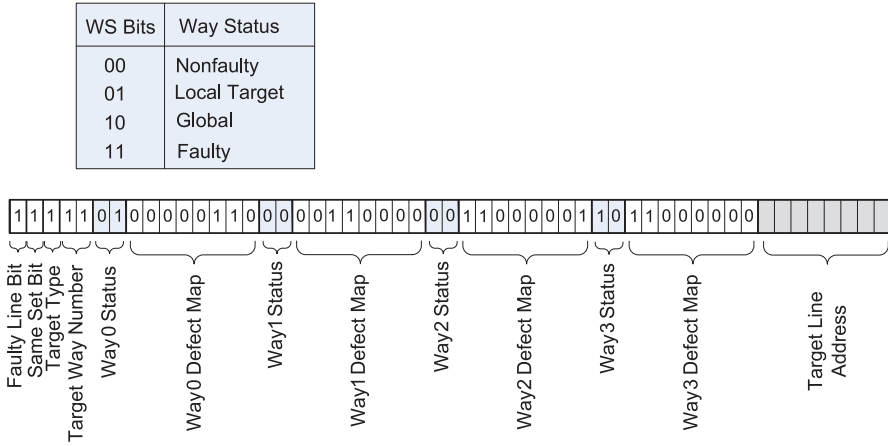 WS Bits Way Status
00 Nonfaulty
01 Local Target
10 Global
11 Faulty
1 1 1 1 1 0 1 0 0 0 0 0 1 1 0 0 0 0 0 1 1 0 0 0 0 0 0 1 1 0 0 0 0 0 1 1 0 1 1 0 0 0 0 0 0
Faulty Line Bit
Same Set Bit
Target Type
Target Way Number
Way0 Status
Way0 Defect Map
Way1 Status
Way1 Defect Map
Way2 Status
Way2 Defect Map
Way3 Status
Way3 Defect Map
Target Line
Address